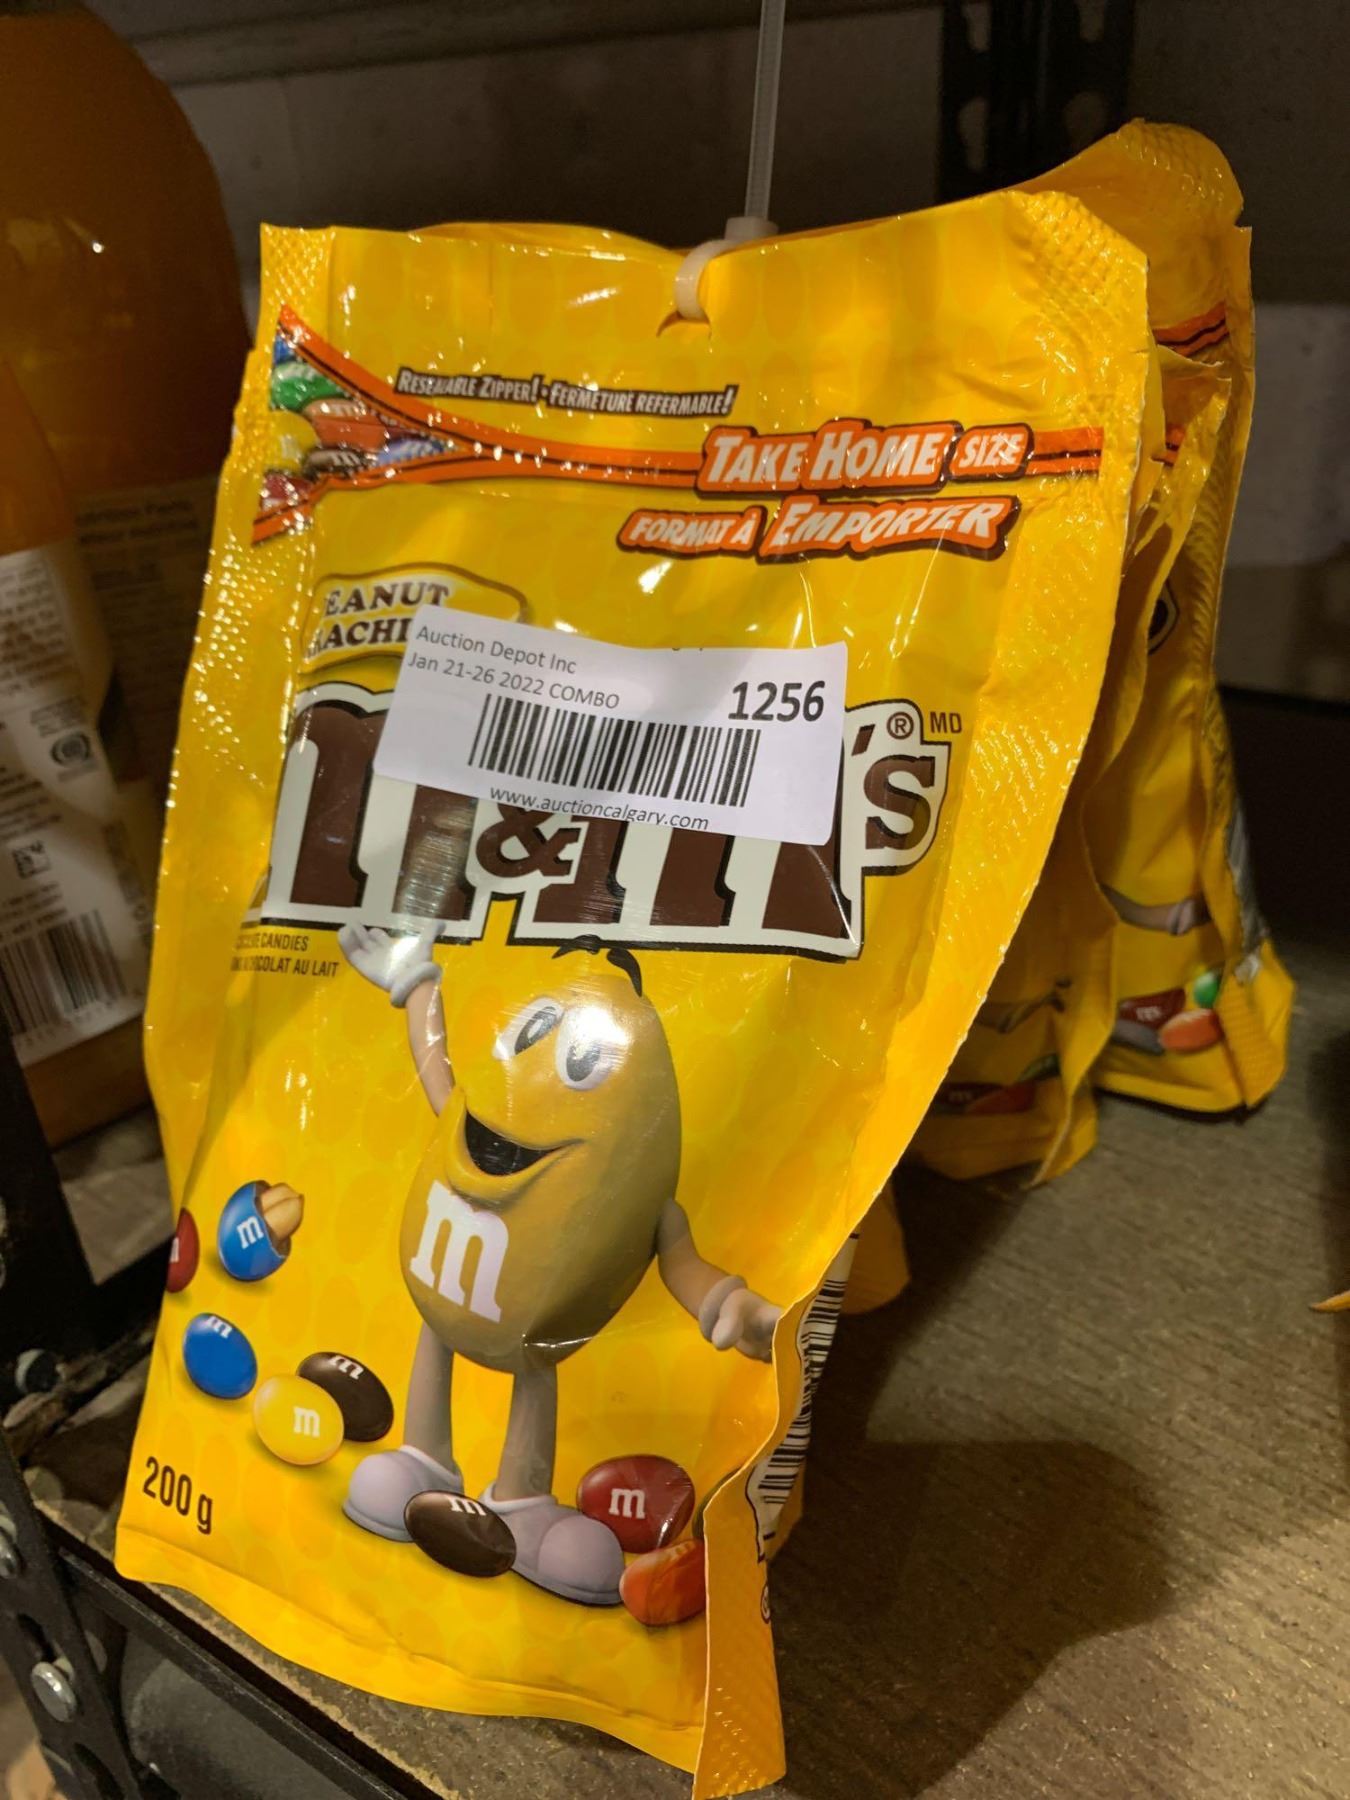 RESEALABLE ZIPPER! • FERMETURE REFERMABLE!
TAKE HOME SIZE
FORMAT À EMPORTER
EANUT
ACHI
Auction Depot Inc
Jan 21-26 2022 COMBO
1256
www.auctioncalgary.com
m&m's ® MD
CANDIES
AU LAIT
m
m
m
m
m
m
m
200 g